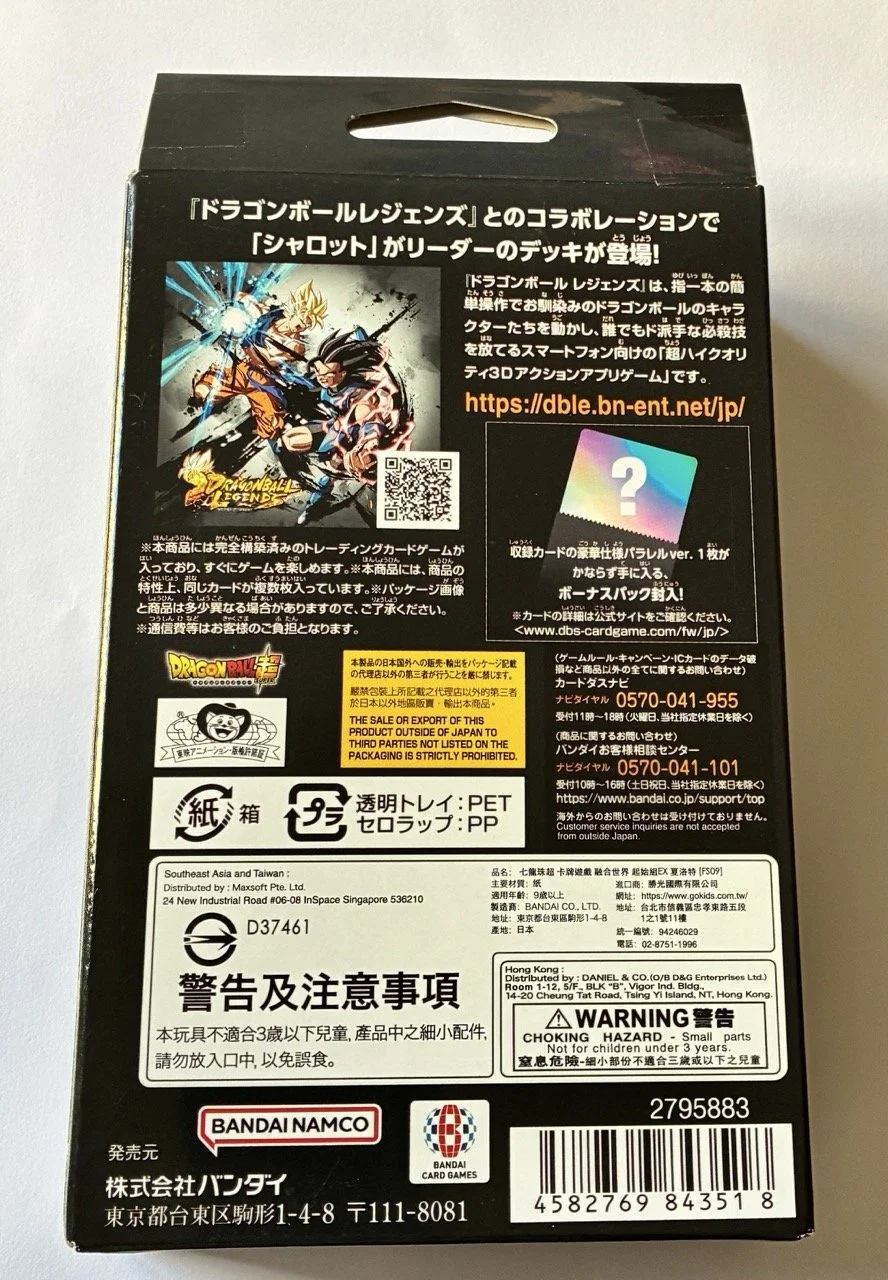 『ドラゴンボールレジェンズ』とのコラボレーションで
「シャロット」がリーダーのデッキが登場!
『ドラゴンボール レジェンズ』は、指一本の簡
単操作でお馴染みのドラゴンボールのキャラ
クターたちを動かし、誰でもド派手な必殺技
を放てるスマートフォン向けの「超ハイクオリ
ティ3Dアクションアプリゲーム」です。
https://dble.bn-ent.net/jp/
DRAGONBALL
LEGENDS
?
収録カードの豪華仕様パラレルver. 1枚が
かならず手に入る、
ボーナスパック封入!
※カードの詳細は公式サイトをご確認ください。
<www.dbs-cardgame.com/fw/jp/>
※本商品には完全構築済みのトレーディングカードゲームが
入っており、すぐにゲームを楽しめます。※本商品には、商品の
特性上、同じカードが複数枚入っています。※パッケージ画像
と商品は多少異なる場合がありますので、ご了承ください。
※通信費等はお客様のご負担となります。
DRAGONBALL超
SUPER
東映アニメーション・版権許諾証
本製品の日本国外への販売・輸出をパッケージ記載
の代理店以外の第三者が行うことを厳に禁じます。
嚴禁包裝上所記載之代理店以外的第三者
於日本以外地區販賣・輸出本商品。
THE SALE OR EXPORT OF THIS
PRODUCT OUTSIDE OF JAPAN TO
THIRD PARTIES NOT LISTED ON THE
PACKAGING IS STRICTLY PROHIBITED.
(ゲームルール・キャンペーン・ICカードのデータ破
損など商品以外の全てに関するお問い合わせ)
カードダスナビ
ナビダイヤル 0570-041-955
受付11時~18時(火曜日、当社指定休業日を除く)
(商品に関するお問い合わせ)
バンダイお客様相談センター
ナビダイヤル 0570-041-101
受付10時~16時(土日祝日、当社指定休業日を除く)
https://www.bandai.co.jp/support/top
海外からのお問い合わせは受け付けておりません。
Customer service inquiries are not accepted
from outside Japan.
紙 箱
プラ 透明トレイ:PET
セロラップ:PP
Southeast Asia and Taiwan :
Distributed by : Maxsoft Pte. Ltd.
24 New Industrial Road #06-08 InSpace Singapore 536210
D37461
警告及注意事項
本玩具不適合3歲以下兒童,產品中之細小配件,
請勿放入口中,以免誤食。
品名: 七龍珠超 卡牌遊戲 融合世界 起始組EX 夏洛特 [FS09]
主要材質: 紙
適用年齡: 9歲以上
製造商: BANDAI CO., LTD.
地址: 東京都台東区駒形1-4-8
產地: 日本
進口商: 勝光國際有限公司
網址: https://www.gokids.com.tw/
地址: 台北市信義區忠孝東路五段
1之1號11樓
統一編號: 94246029
電話: 02-8751-1996
Hong Kong :
Distributed by : DANIEL & CO.(O/B D&G Enterprises Ltd.)
Room 1-12, 5/F., BLK "B", Vigor Ind. Bldg.,
14-20 Cheung Tat Road, Tsing Yi Island, NT, Hong Kong.
WARNING 警告
CHOKING HAZARD - Small parts
Not for children under 3 years.
窒息危險-細小部份不適合三歲或以下之兒童
発売元
BANDAI NAMCO
B
BANDAI
CARD GAMES
株式会社バンダイ
東京都台東区駒形1-4-8 〒111-8081
2795883
4582769 84351 8